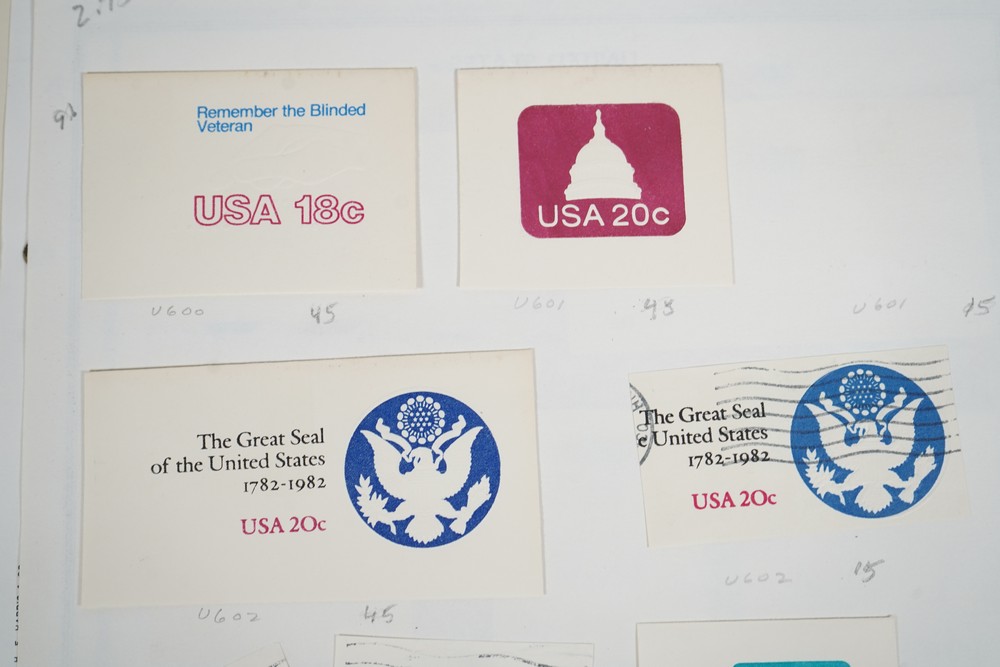 Remember the Blinded
Veteran
USA 18c
USA 20c
U600 45
U601 45
U601 15
The Great Seal
of the United States
1782-1982
USA 20c
The Great Seal
e United States
1782-1982
USA 20c
U602 45
U602 15